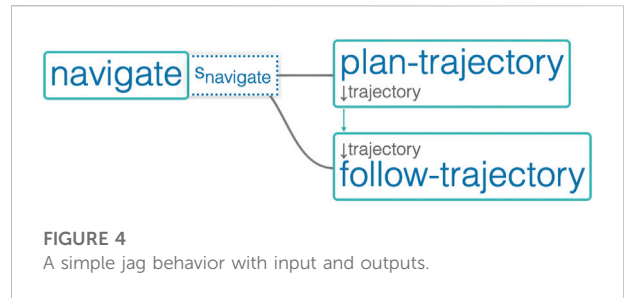 navigate Snavigate plan-trajectory
↓trajectory
↓trajectory
follow-trajectory
FIGURE 4
A simple jag behavior with input and outputs.